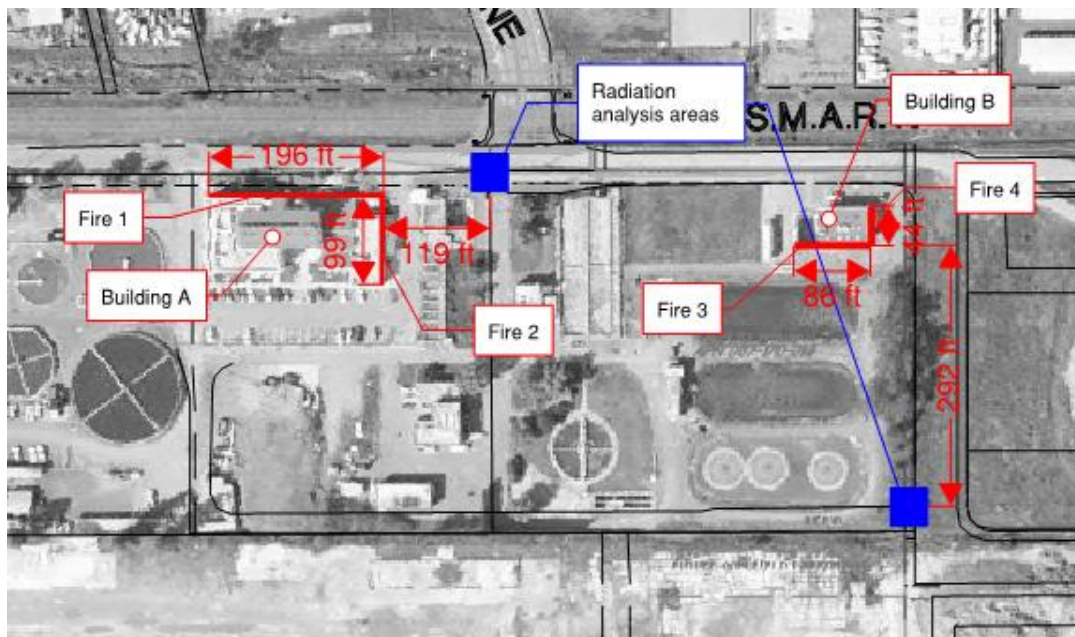 NE
Radiation
analysis areas
S.M.A.R.
Building B
196 ft
Fire 4
Fire 1
99 ft
119 ft
44 ft
Building A
Fire 2
Fire 3
86 ft
292 ft